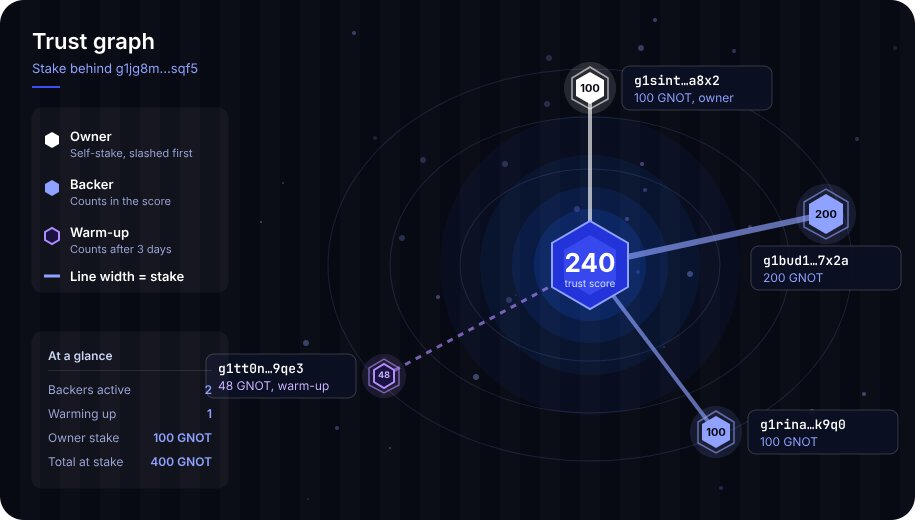 Trust graph
Stake behind g1jg8m…sqf5
Owner
Self-stake, slashed first
Backer
Counts in the score
Warm-up
Counts after 3 days
Line width = stake
At a glance
Backers active 2
Warming up 1
Owner stake 100 GNOT
Total at stake 400 GNOT
100
g1sint…a8x2
100 GNOT, owner
200
g1bud1…7x2a
200 GNOT
240
trust score
g1tt0n…9qe3
48 GNOT, warm-up
48
100
g1rina…k9q0
100 GNOT